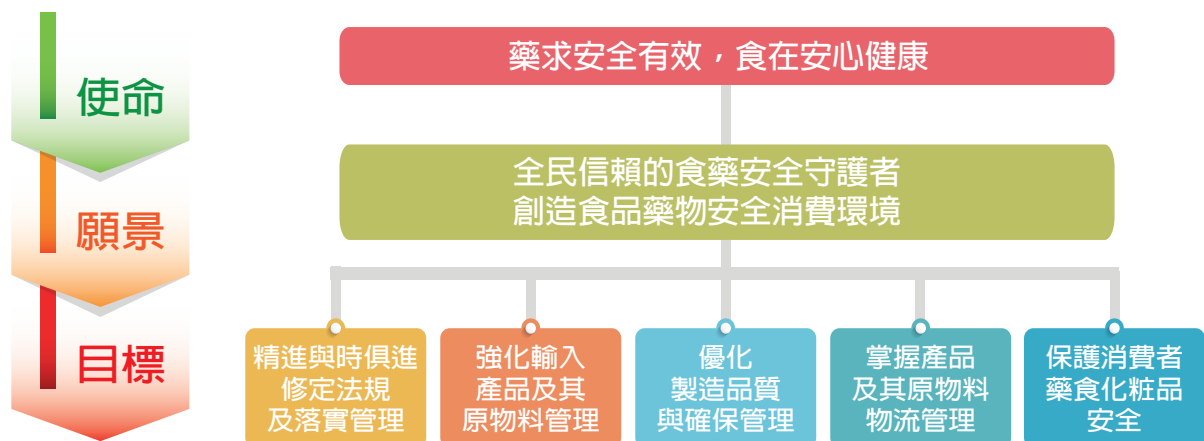 使命
藥求安全有效，食在安心健康
願景
全民信賴的食藥安全守護者
創造食品藥物安全消費環境
目標
精進與時俱進
修定法規
及落實管理
強化輸入
產品及其
原物料管理
優化
製造品質
與確保管理
掌握產品
及其原物料
物流管理
保護消費者
藥食化粧品
安全